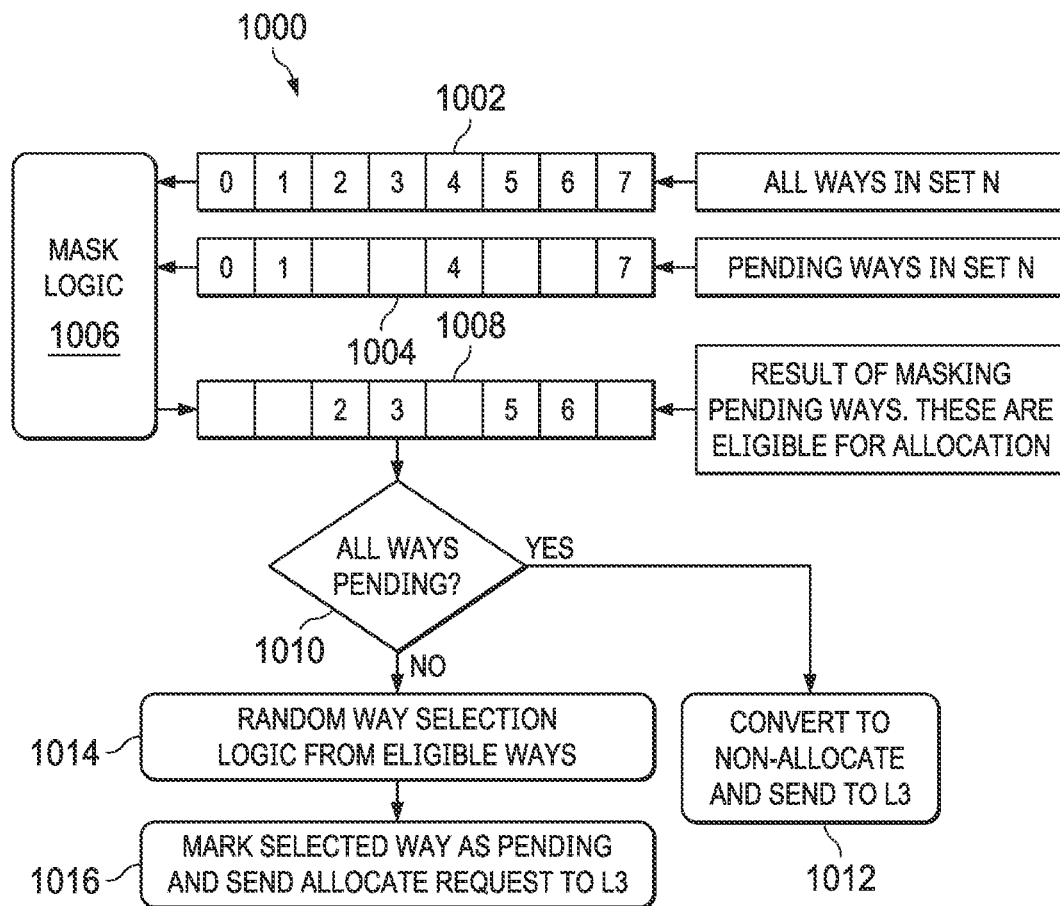 1000
1002
0 1 2 3 4 5 6 7
ALL WAYS IN SET N
MASK
LOGIC
1006
0 1 4 7
PENDING WAYS IN SET N
1004
1008
2 3 5 6
RESULT OF MASKING
PENDING WAYS. THESE ARE
ELIGIBLE FOR ALLOCATION
ALL WAYS
PENDING?
YES
1010
NO
1014
RANDOM WAY SELECTION
LOGIC FROM ELIGIBLE WAYS
CONVERT TO
NON-ALLOCATE
AND SEND TO L3
1012
1016
MARK SELECTED WAY AS PENDING
AND SEND ALLOCATE REQUEST TO L3